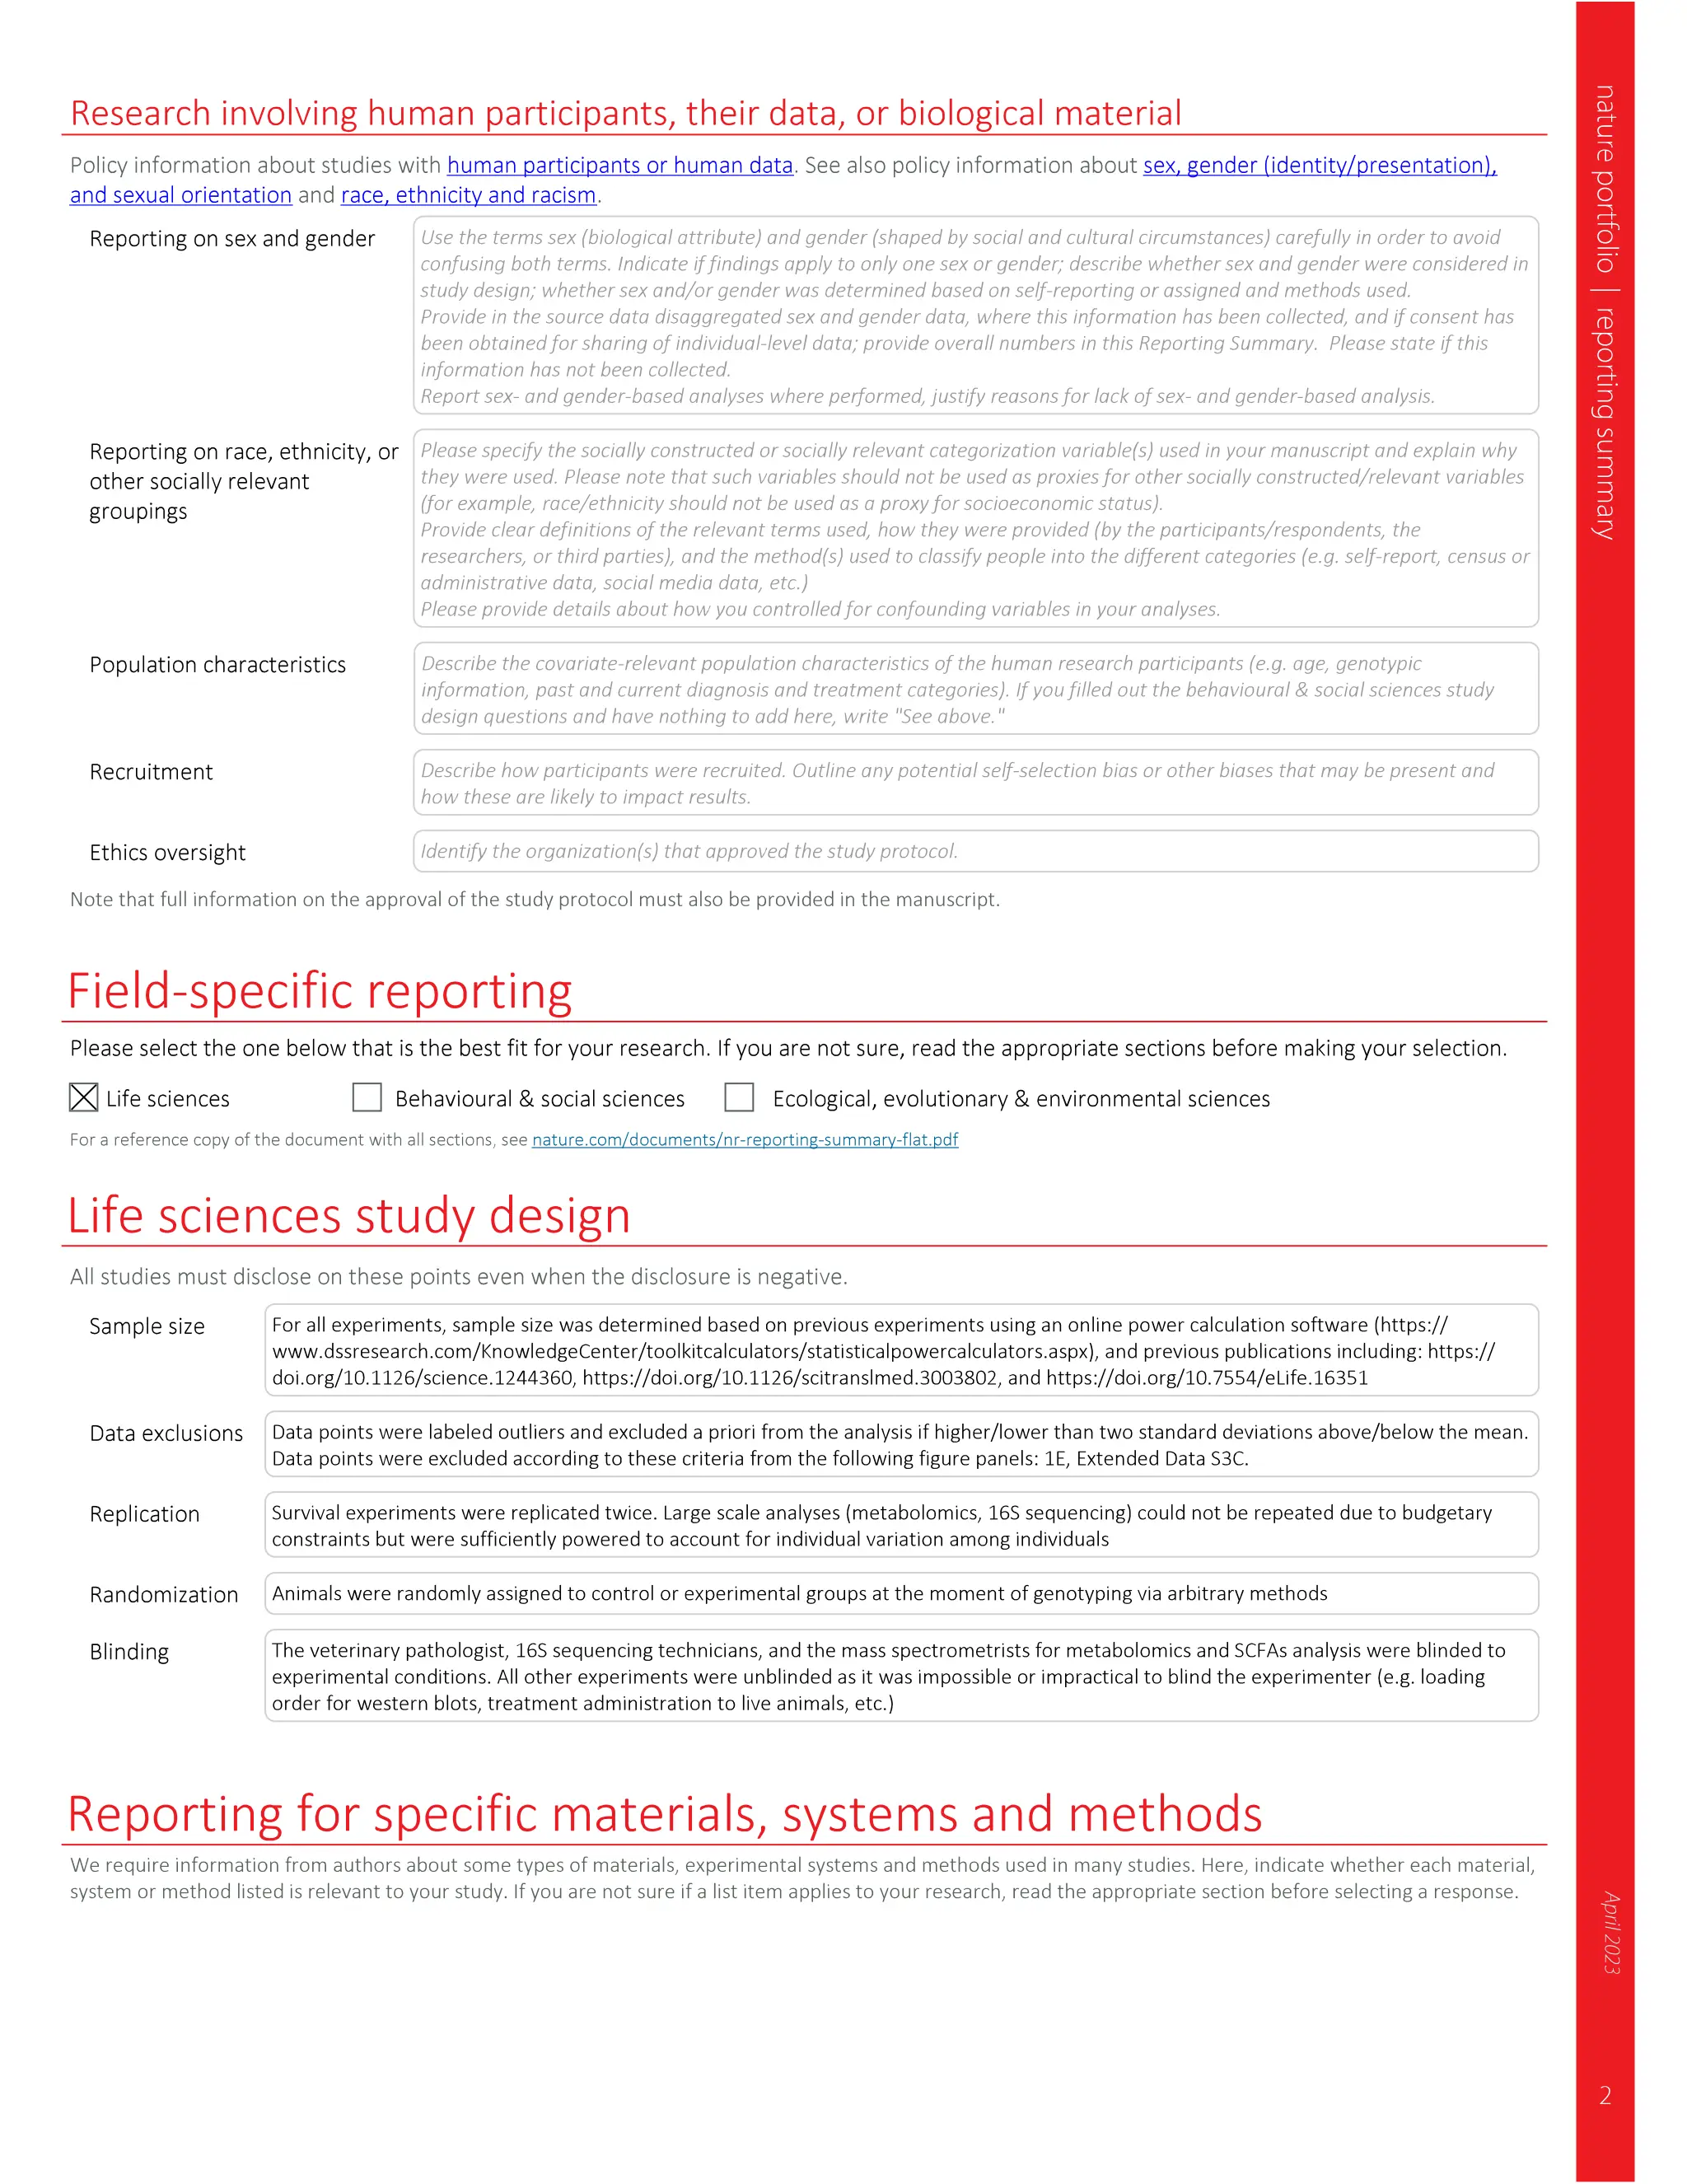 Research involving human participants, their data, or biological material
Policy information about studies with human participants or human data. See also policy information about sex, gender (identity/presentation),
and sexual orientation and race, ethnicity and racism.
Reporting on sex and gender
Use the terms sex (biological attribute) and gender (shaped by social and cultural circumstances) carefully in order to avoid
confusing both terms. Indicate if findings apply to only one sex or gender; describe whether sex and gender were considered in
study design; whether sex and/or gender was determined based on self-reporting or assigned and methods used.
Provide in the source data disaggregated sex and gender data, where this information has been collected, and if consent has
been obtained for sharing of individual-level data; provide overall numbers in this Reporting Summary.  Please state if this
information has not been collected.
Report sex- and gender-based analyses where performed, justify reasons for lack of sex- and gender-based analysis.
Reporting on race, ethnicity, or
other socially relevant
groupings
Please specify the socially constructed or socially relevant categorization variable(s) used in your manuscript and explain why
they were used. Please note that such variables should not be used as proxies for other socially constructed/relevant variables
(for example, race/ethnicity should not be used as a proxy for socioeconomic status).
Provide clear definitions of the relevant terms used, how they were provided (by the participants/respondents, the
researchers, or third parties), and the method(s) used to classify people into the different categories (e.g. self-report, census or
administrative data, social media data, etc.)
Please provide details about how you controlled for confounding variables in your analyses.
Population characteristics
Describe the covariate-relevant population characteristics of the human research participants (e.g. age, genotypic
information, past and current diagnosis and treatment categories). If you filled out the behavioural & social sciences study
design questions and have nothing to add here, write "See above."
Recruitment
Describe how participants were recruited. Outline any potential self-selection bias or other biases that may be present and
how these are likely to impact results.
Ethics oversight
Identify the organization(s) that approved the study protocol.
Note that full information on the approval of the study protocol must also be provided in the manuscript.
Field-specific reporting
Please select the one below that is the best fit for your research. If you are not sure, read the appropriate sections before making your selection.
Life sciences
Behavioural & social sciences
Ecological, evolutionary & environmental sciences
For a reference copy of the document with all sections, see nature.com/documents/nr-reporting-summary-flat.pdf
Life sciences study design
All studies must disclose on these points even when the disclosure is negative.
Sample size
For all experiments, sample size was determined based on previous experiments using an online power calculation software (https://
www.dssresearch.com/KnowledgeCenter/toolkitcalculators/statisticalpowercalculators.aspx), and previous publications including: https://
doi.org/10.1126/science.1244360, https://doi.org/10.1126/scitranslmed.3003802, and https://doi.org/10.7554/eLife.16351
Data exclusions
Data points were labeled outliers and excluded a priori from the analysis if higher/lower than two standard deviations above/below the mean.
Data points were excluded according to these criteria from the following figure panels: 1E, Extended Data S3C.
Replication
Survival experiments were replicated twice. Large scale analyses (metabolomics, 16S sequencing) could not be repeated due to budgetary
constraints but were sufficiently powered to account for individual variation among individuals
Randomization
Animals were randomly assigned to control or experimental groups at the moment of genotyping via arbitrary methods
Blinding
The veterinary pathologist, 16S sequencing technicians, and the mass spectrometrists for metabolomics and SCFAs analysis were blinded to
experimental conditions. All other experiments were unblinded as it was impossible or impractical to blind the experimenter (e.g. loading
order for western blots, treatment administration to live animals, etc.)
Reporting for specific materials, systems and methods
We require information from authors about some types of materials, experimental systems and methods used in many studies. Here, indicate whether each material,
system or method listed is relevant to your study. If you are not sure if a list item applies to your research, read the appropriate section before selecting a response.
nature portfolio | reporting summary
April 2023
2